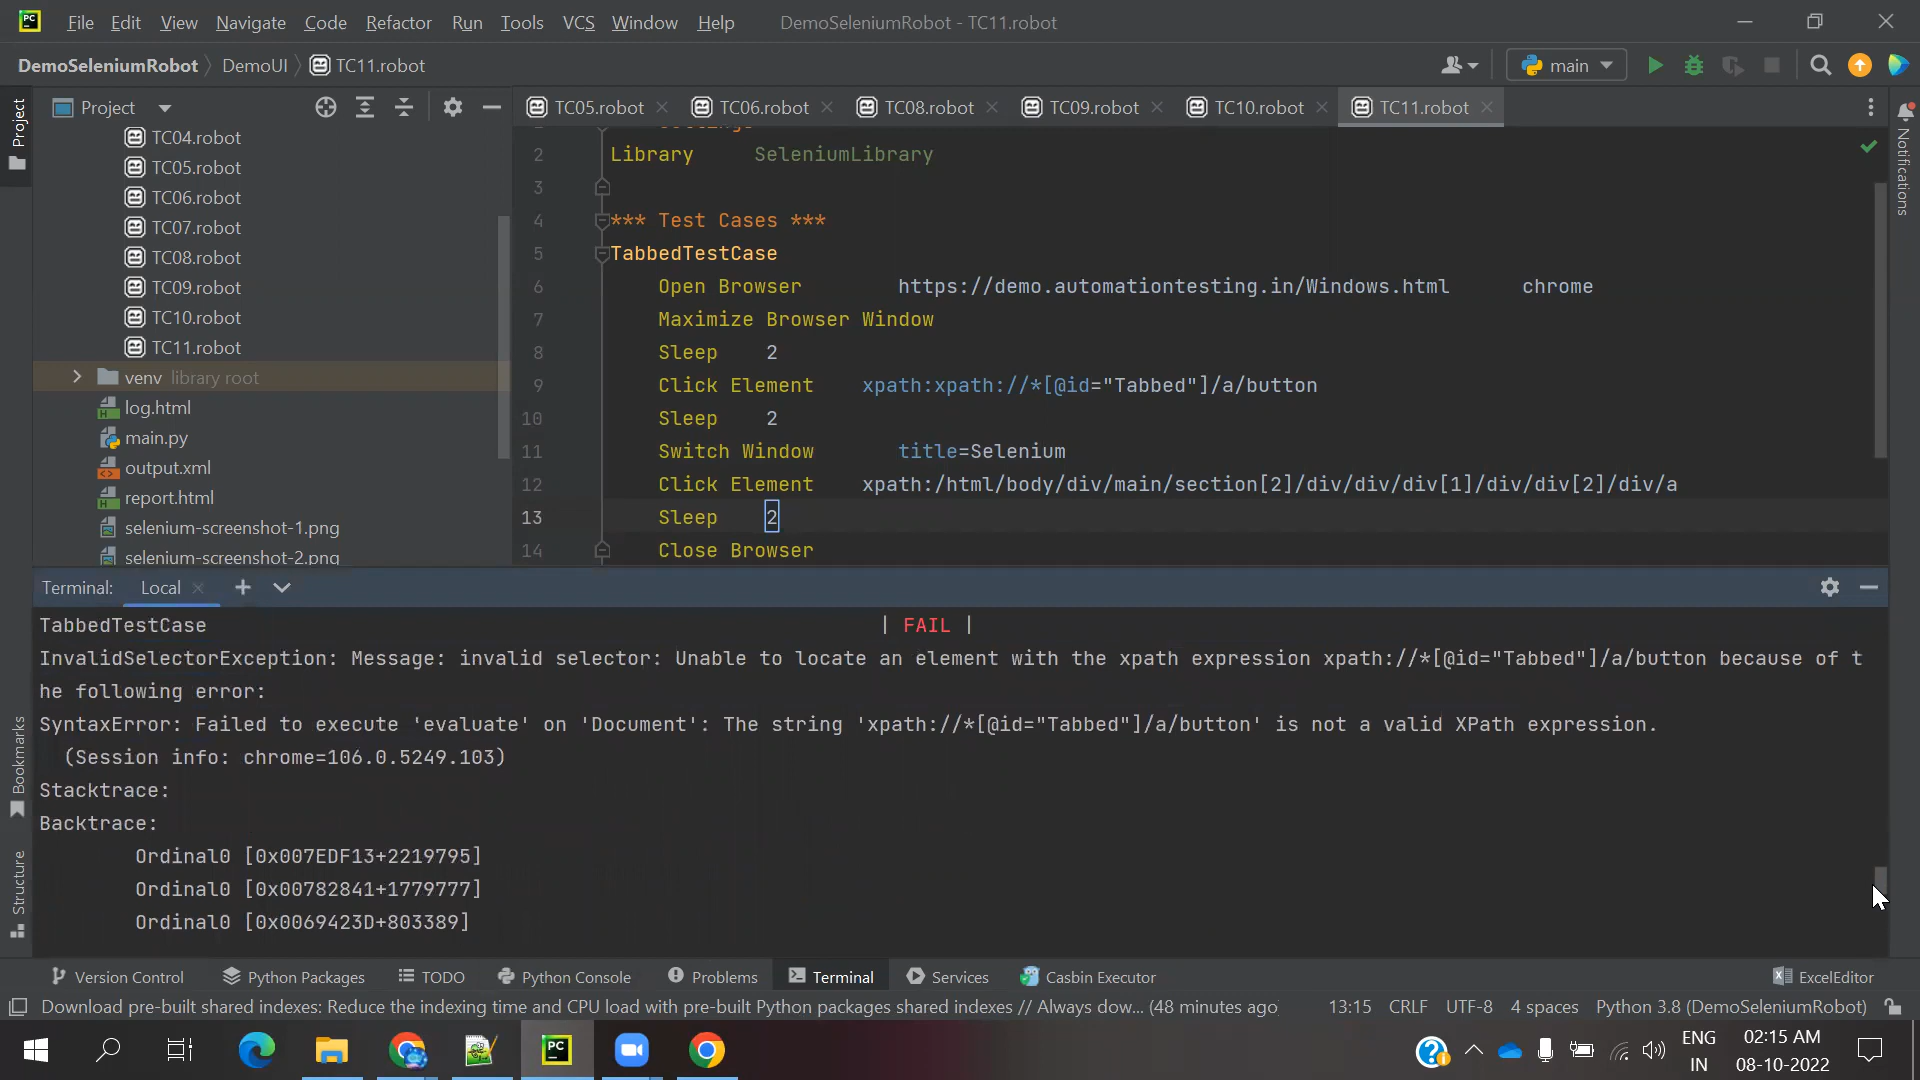 PC File Edit View Navigate Code Refactor Run Tools VCS Window Help DemoSeleniumRobot - TC11.robot
DemoSeleniumRobot DemoUI TC11.robot main
Project
TC05.robot TC06.robot TC08.robot TC09.robot TC10.robot TC11.robot
Project
Notifications
TC04.robot
TC05.robot
TC06.robot
TC07.robot
TC08.robot
TC09.robot
TC10.robot
TC11.robot
venv library root
log.html
main.py
output.xml
report.html
selenium-screenshot-1.png
selenium-screenshot-2.png
2 Library SeleniumLibrary
3
4 *** Test Cases ***
5 TabbedTestCase
6 Open Browser https://demo.automationtesting.in/Windows.html chrome
7 Maximize Browser Window
8 Sleep 2
9 Click Element xpath:xpath://*[@id="Tabbed"]/a/button
10 Sleep 2
11 Switch Window title=Selenium
12 Click Element xpath:/html/body/div/main/section[2]/div/div/div[1]/div/div[2]/div/a
13 Sleep 2
14 Close Browser
Terminal: Local
TabbedTestCase | FAIL |
InvalidSelectorException: Message: invalid selector: Unable to locate an element with the xpath expression xpath://*[@id="Tabbed"]/a/button because of t
he following error:
SyntaxError: Failed to execute 'evaluate' on 'Document': The string 'xpath://*[@id="Tabbed"]/a/button' is not a valid XPath expression.
(Session info: chrome=106.0.5249.103)
Stacktrace:
Backtrace:
Ordinal0 [0x007EDF13+2219795]
Ordinal0 [0x00782841+1779777]
Ordinal0 [0x0069423D+803389]
Bookmarks
Structure
Version Control Python Packages TODO Python Console Problems Terminal Services Casbin Executor ExcelEditor
Download pre-built shared indexes: Reduce the indexing time and CPU load with pre-built Python packages shared indexes // Always dow... (48 minutes ago 13:15 CRLF UTF-8 4 spaces Python 3.8 (DemoSeleniumRobot)
ENG 02:15 AM
IN 08-10-2022